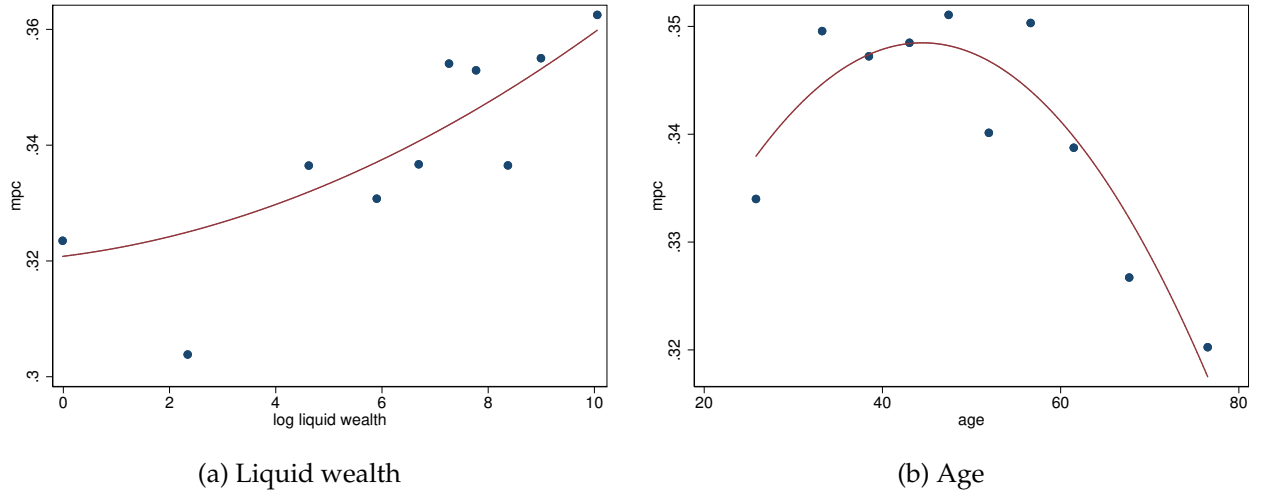 mpc
.36
.34
.32
.3
0 2 4 6 8 10
log liquid wealth
(a) Liquid wealth
mpc
.35
.34
.33
.32
20 40 60 80
age
(b) Age